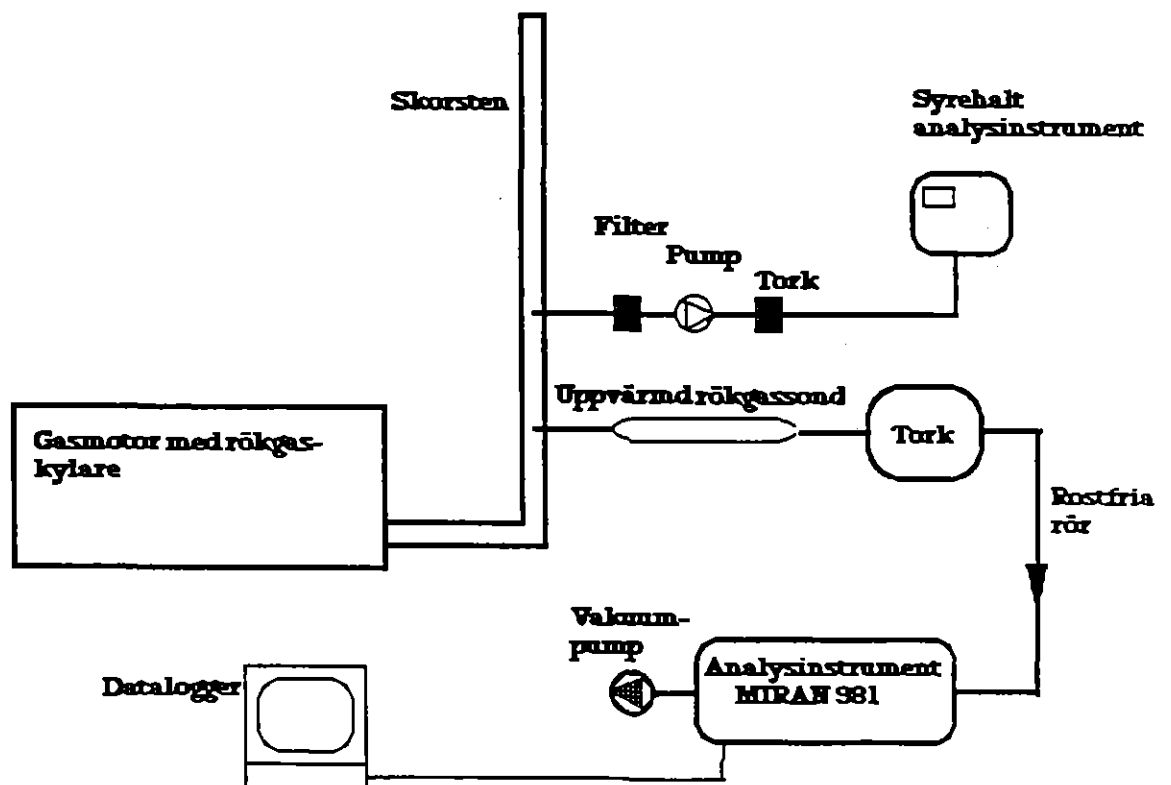 Skorsten
Syrehalt
analysinstrument
Filter
Pump
Tork
Uppvärmd rökgassond
Tork
Gasmotor med rökgas-
kylare
Rostfria
rör
Vakuum-
pump
Analysinstrument
MIRAN 981
Datalogger